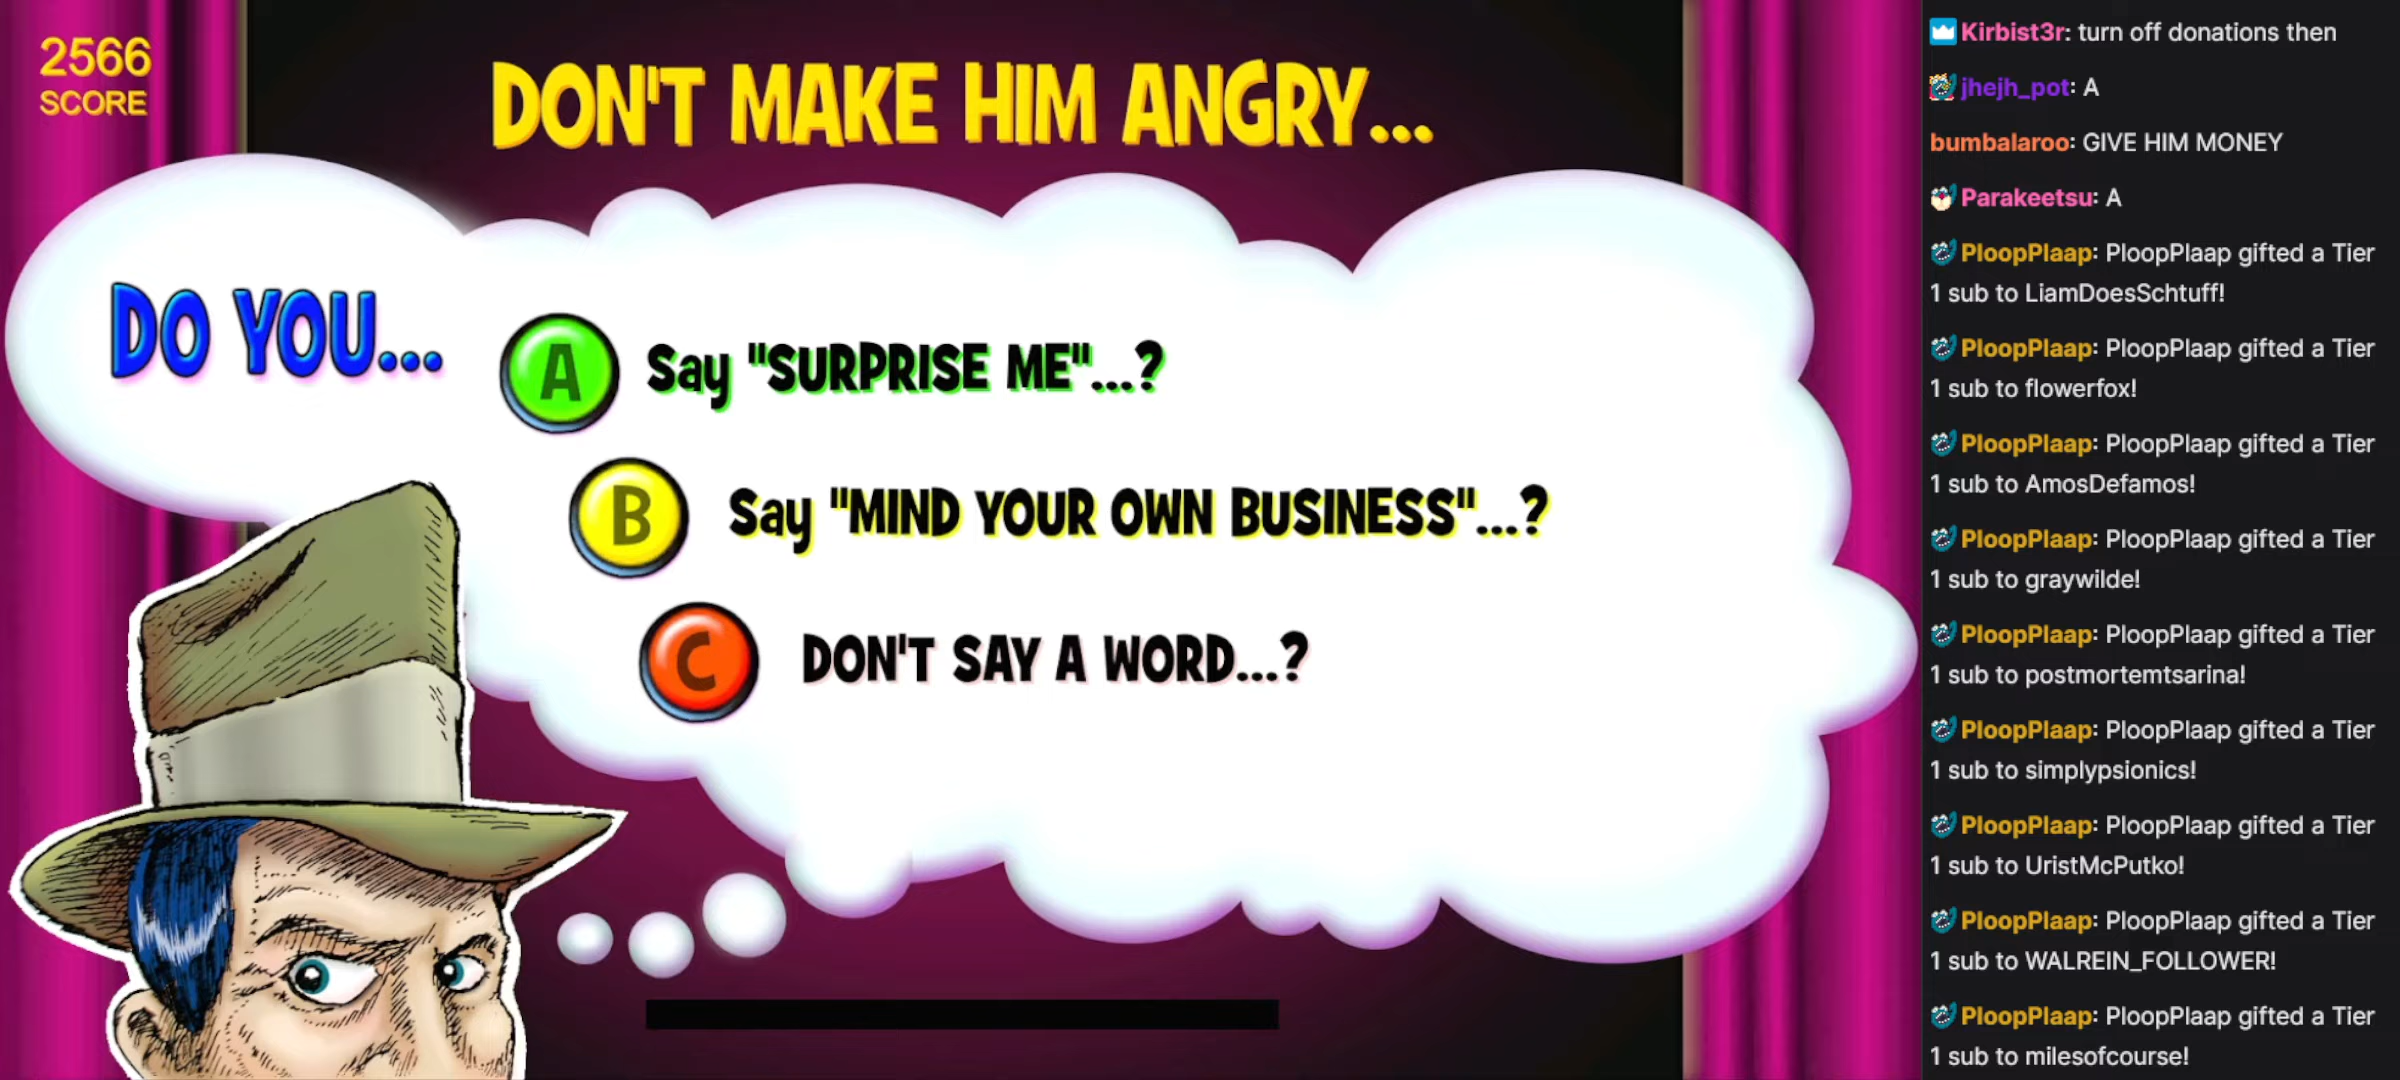 2566
SCORE
DON'T MAKE HIM ANGRY...
DO YOU...
A Say "SURPRISE ME"...?
B Say "MIND YOUR OWN BUSINESS"...?
C DON'T SAY A WORD...?
Kirbist3r: turn off donations then
jhejh_pot: A
bumbalaroo: GIVE HIM MONEY
Parakeetsu: A
PloopPlaap: PloopPlaap gifted a Tier
1 sub to LiamDoesSchtuff!
PloopPlaap: PloopPlaap gifted a Tier
1 sub to flowerfox!
PloopPlaap: PloopPlaap gifted a Tier
1 sub to AmosDefamos!
PloopPlaap: PloopPlaap gifted a Tier
1 sub to graywilde!
PloopPlaap: PloopPlaap gifted a Tier
1 sub to postmortemtsarina!
PloopPlaap: PloopPlaap gifted a Tier
1 sub to simplypsionics!
PloopPlaap: PloopPlaap gifted a Tier
1 sub to UristMcPutko!
PloopPlaap: PloopPlaap gifted a Tier
1 sub to WALREIN_FOLLOWER!
PloopPlaap: PloopPlaap gifted a Tier
1 sub to milesofcourse!